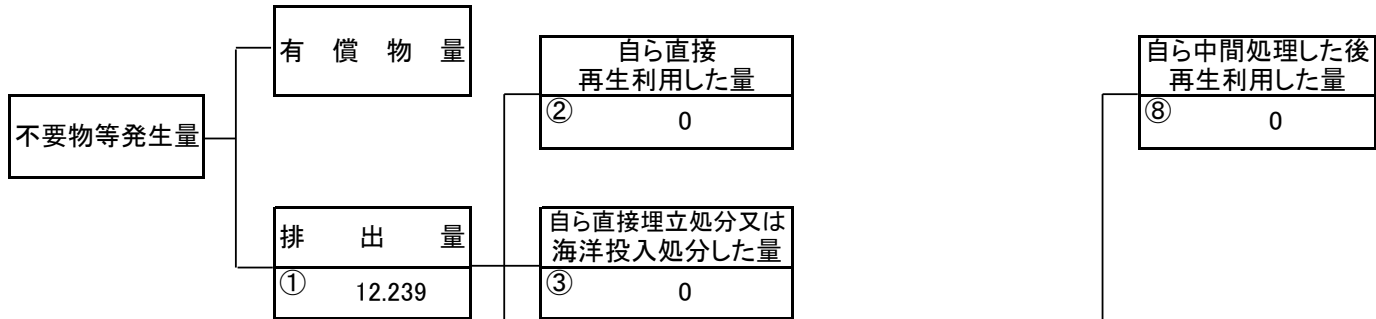 有 償 物 量
自ら直接
再生利用した量
② 0
自ら中間処理した後
再生利用した量
⑧ 0
不要物等発生量
排 出 量
① 12.239
自ら直接埋立処分又は
海洋投入処分した量
③ 0